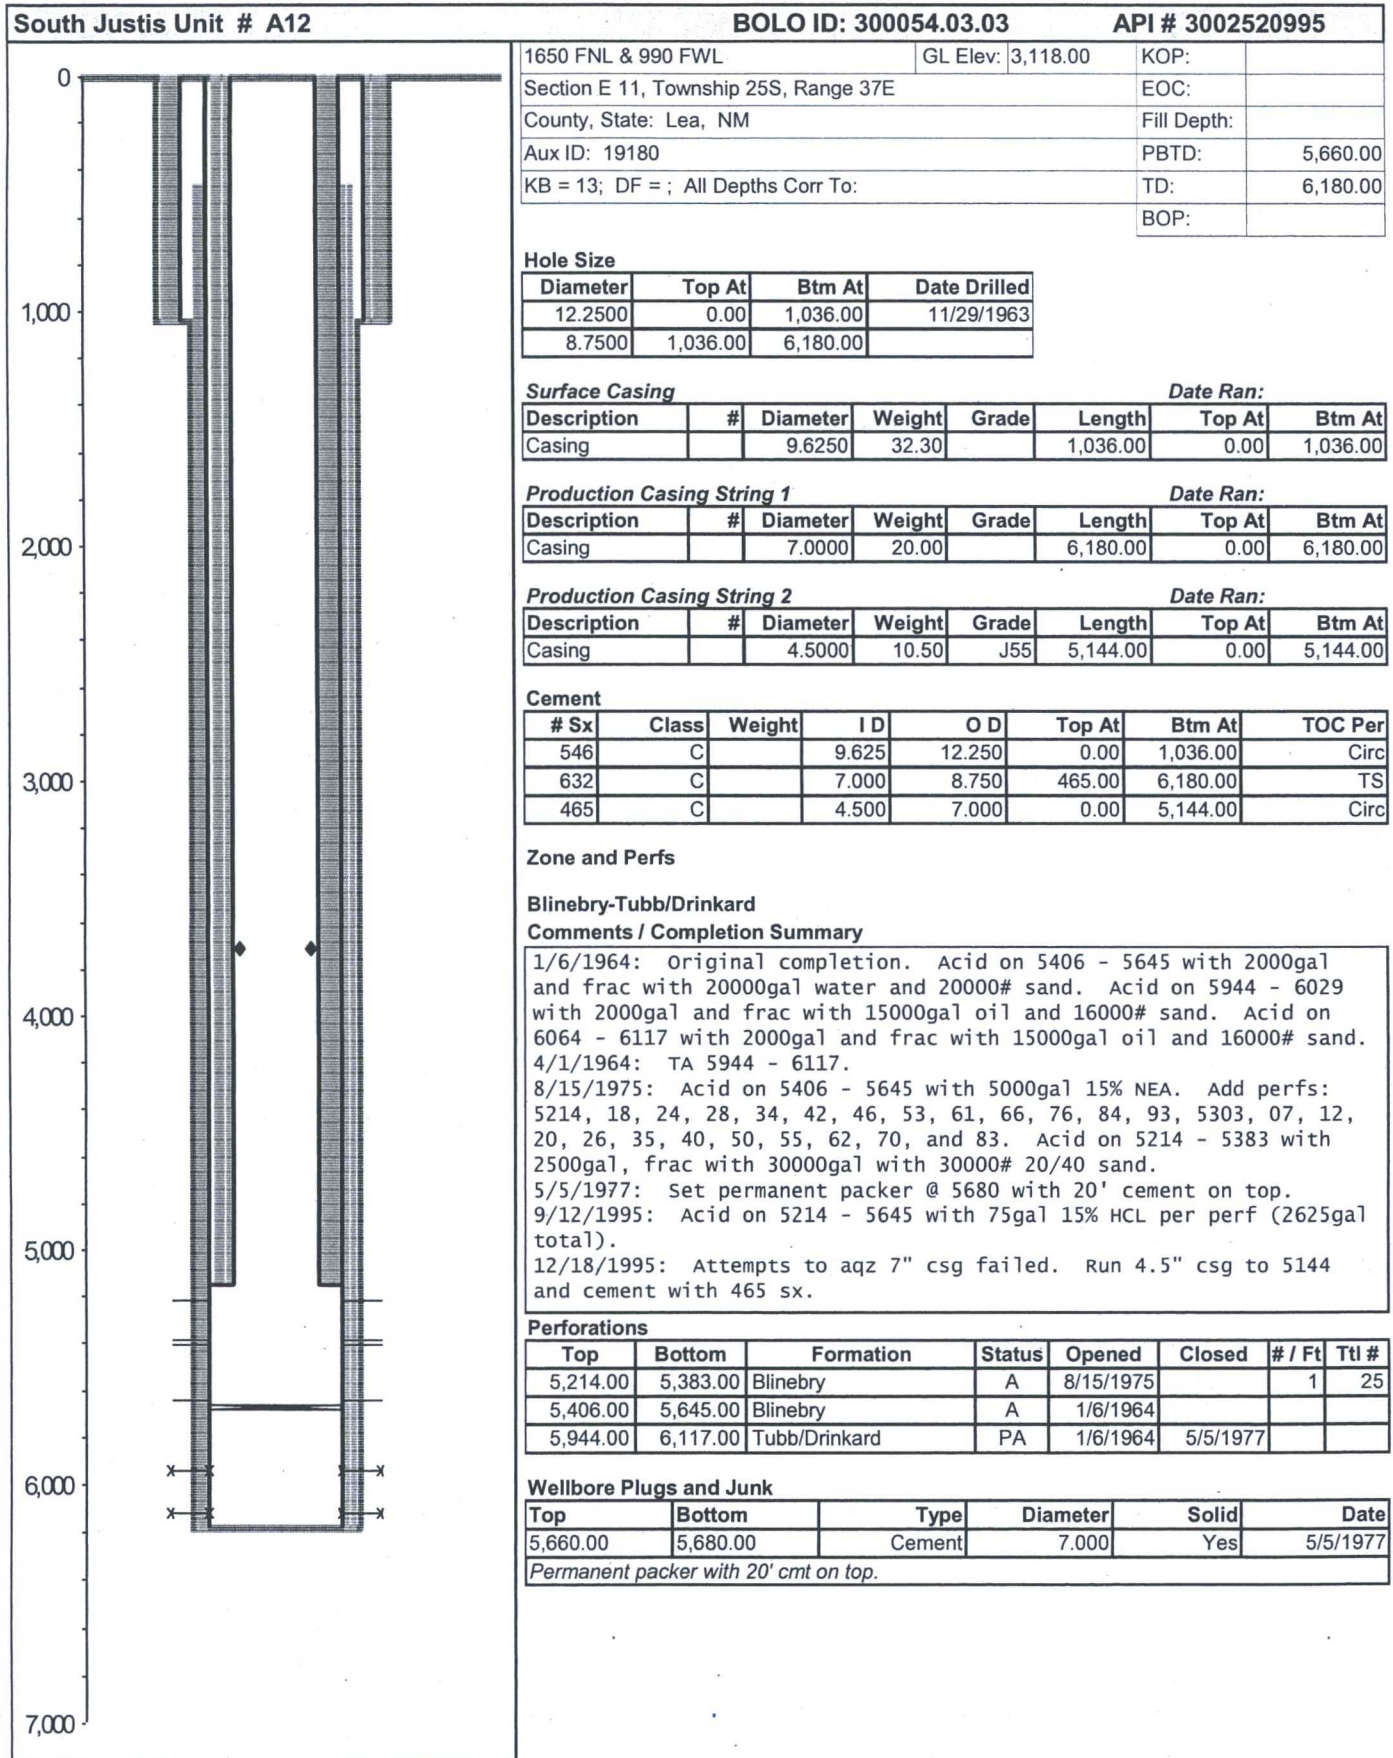 South Justis Unit # A12 BOLO ID: 300054.03.03 API # 3002520995
1650 FNL & 990 FWL GL Elev: 3,118.00 KOP:
Section E 11, Township 25S, Range 37E EOC:
County, State: Lea, NM Fill Depth:
Aux ID: 19180 PBTD: 5,660.00
KB = 13; DF = ; All Depths Corr To: TD: 6,180.00
BOP:
Hole Size
Diameter Top At Btm At Date Drilled
12.2500 0.00 1,036.00 11/29/1963
8.7500 1,036.00 6,180.00
Surface Casing Date Ran:
Description # Diameter Weight Grade Length Top At Btm At
Casing 9.6250 32.30 1,036.00 0.00 1,036.00
Production Casing String 1 Date Ran:
Description # Diameter Weight Grade Length Top At Btm At
Casing 7.0000 20.00 6,180.00 0.00 6,180.00
Production Casing String 2 Date Ran:
Description # Diameter Weight Grade Length Top At Btm At
Casing 4.5000 10.50 J55 5,144.00 0.00 5,144.00
Cement
# Sx Class Weight I D O D Top At Btm At TOC Per
546 C 9.625 12.250 0.00 1,036.00 Circ
632 C 7.000 8.750 465.00 6,180.00 TS
465 C 4.500 7.000 0.00 5,144.00 Circ
Zone and Perfs
Blinebry-Tubb/Drinkard
Comments / Completion Summary
1/6/1964: Original completion. Acid on 5406 - 5645 with 2000gal
and frac with 20000gal water and 20000# sand. Acid on 5944 - 6029
with 2000gal and frac with 15000gal oil and 16000# sand. Acid on
6064 - 6117 with 2000gal and frac with 15000gal oil and 16000# sand.
4/1/1964: TA 5944 - 6117.
8/15/1975: Acid on 5406 - 5645 with 5000gal 15% NEA. Add perfs:
5214, 18, 24, 28, 34, 42, 46, 53, 61, 66, 76, 84, 93, 5303, 07, 12,
20, 26, 35, 40, 50, 55, 62, 70, and 83. Acid on 5214 - 5383 with
2500gal, frac with 30000gal with 30000# 20/40 sand.
5/5/1977: Set permanent packer @ 5680 with 20' cement on top.
9/12/1995: Acid on 5214 - 5645 with 75gal 15% HCL per perf (2625gal
total).
12/18/1995: Attempts to aqz 7" csg failed. Run 4.5" csg to 5144
and cement with 465 sx.
Perforations
Top Bottom Formation Status Opened Closed # / Ft Ttl #
5,214.00 5,383.00 Blinebry A 8/15/1975 1 25
5,406.00 5,645.00 Blinebry A 1/6/1964
5,944.00 6,117.00 Tubb/Drinkard PA 1/6/1964 5/5/1977
Wellbore Plugs and Junk
Top Bottom Type Diameter Solid Date
5,660.00 5,680.00 Cement 7.000 Yes 5/5/1977
Permanent packer with 20' cmt on top.
0
1,000
2,000
3,000
4,000
5,000
6,000
7,000